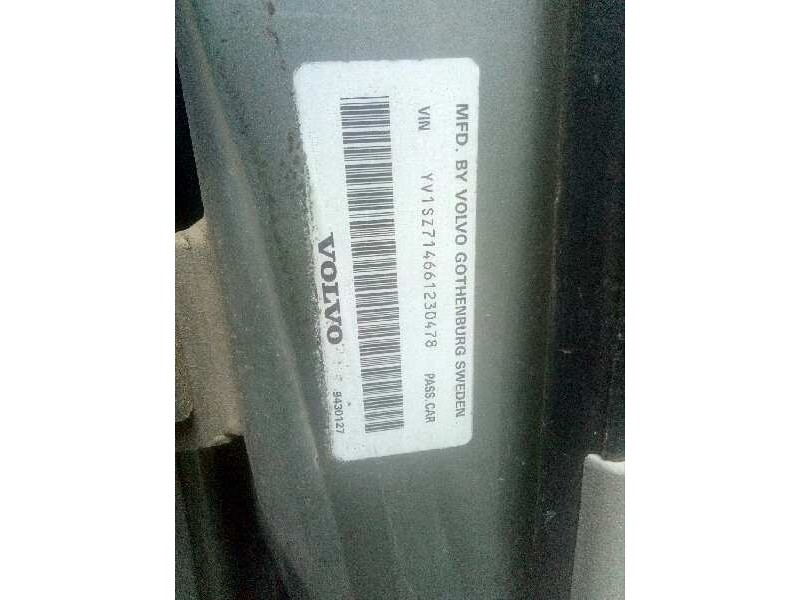 MFD. BY VOLVO GOTHENBURG SWEDEN
VIN YV1SZ714661230478 PASS.CAR
VOLVO
9430127